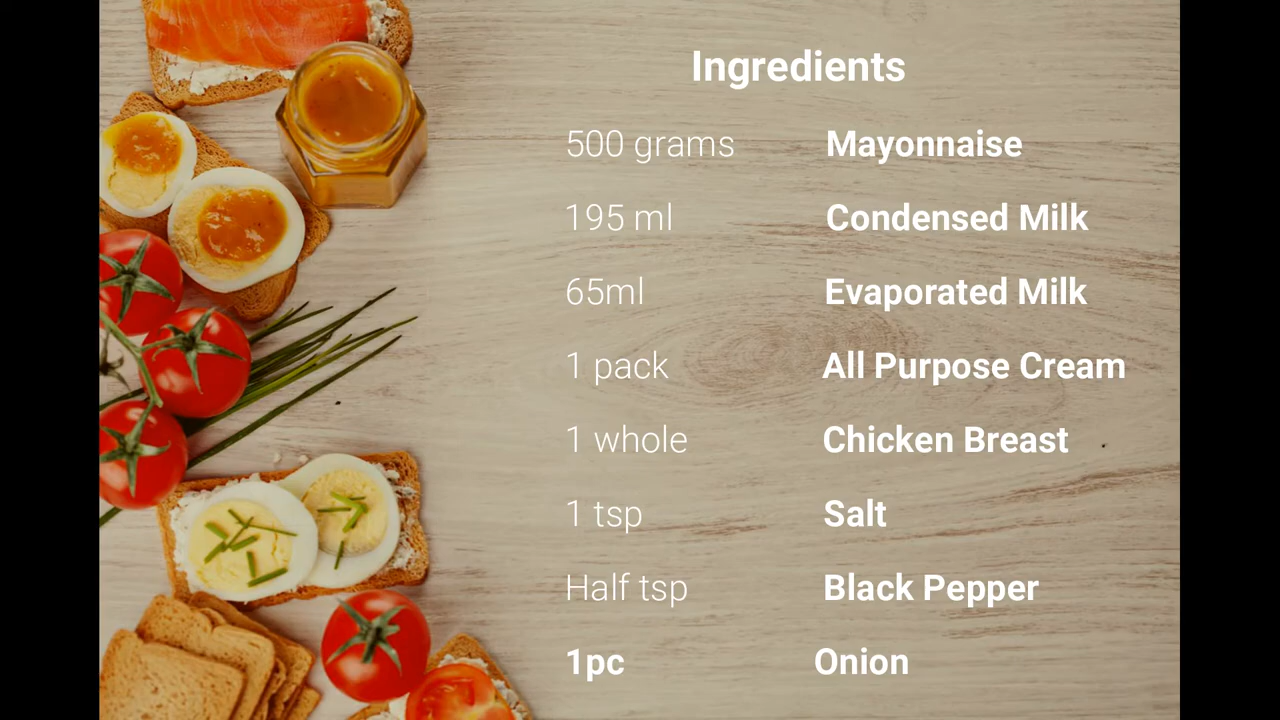 Ingredients
500 grams Mayonnaise
195 ml Condensed Milk
65ml Evaporated Milk
1 pack All Purpose Cream
1 whole Chicken Breast
1 tsp Salt
Half tsp Black Pepper
1pc Onion